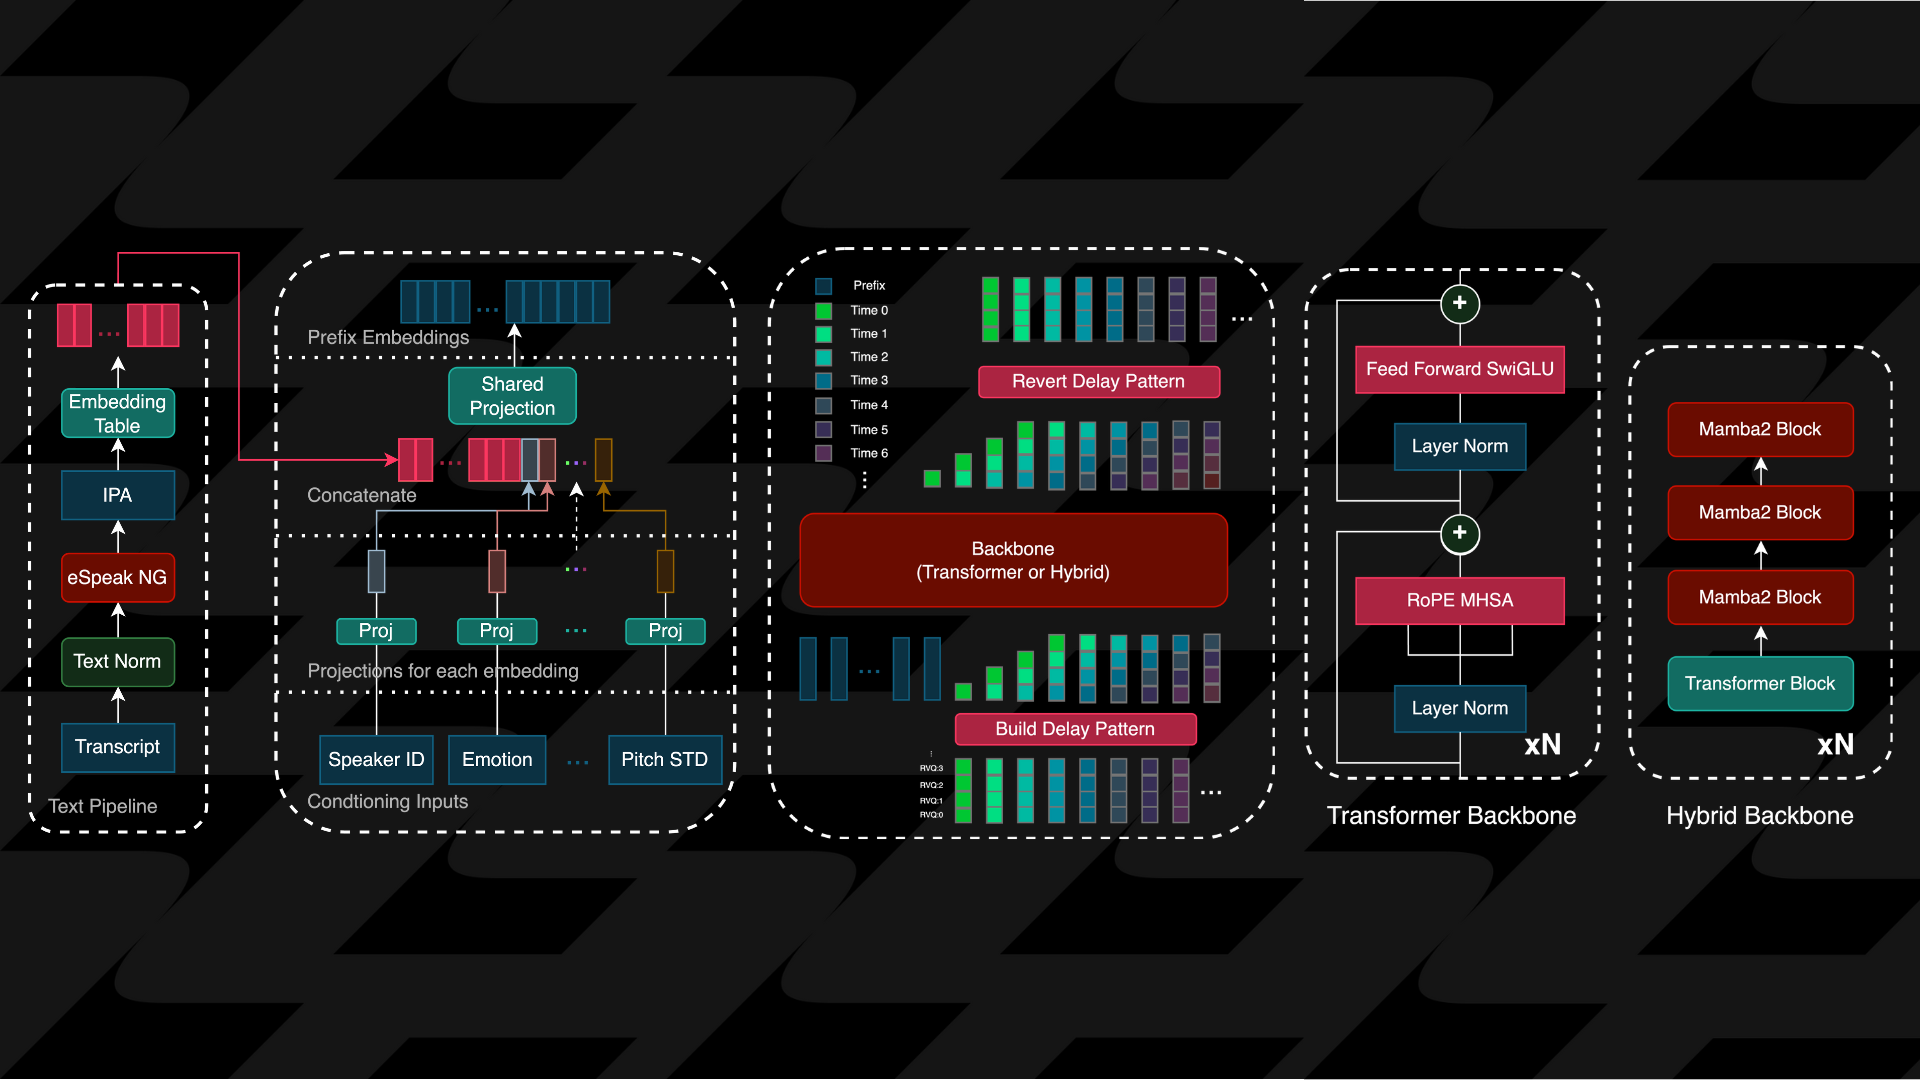 Embedding
Table
IPA
eSpeak NG
Text Norm
Transcript
Text Pipeline
Prefix Embeddings
Shared
Projection
Concatenate
Proj
Proj
Proj
Projections for each embedding
Speaker ID
Emotion
Pitch STD
Condtioning Inputs
Prefix
Time 0
Time 1
Time 2
Time 3
Time 4
Time 5
Time 6
Revert Delay Pattern
Backbone
(Transformer or Hybrid)
Build Delay Pattern
RVQ:3
RVQ:2
RVQ:1
RVQ:0
+
Feed Forward SwiGLU
Layer Norm
+
RoPE MHSA
Layer Norm
xN
Transformer Backbone
Mamba2 Block
Mamba2 Block
Mamba2 Block
Transformer Block
xN
Hybrid Backbone